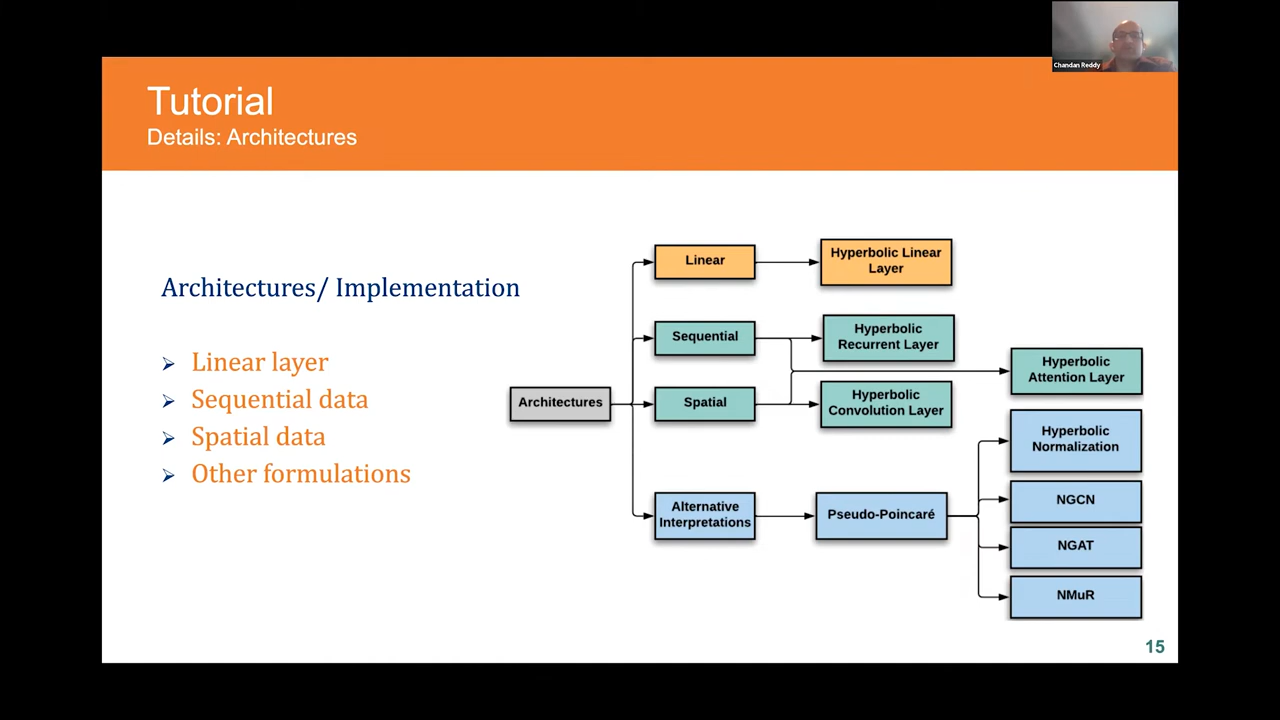 Chandan Reddy
Tutorial
Details: Architectures
Architectures/ Implementation
Linear layer
Sequential data
Spatial data
Other formulations
Architectures
Linear
Hyperbolic Linear
Layer
Sequential
Hyperbolic
Recurrent Layer
Hyperbolic
Attention Layer
Spatial
Hyperbolic
Convolution Layer
Alternative
Interpretations
Pseudo-Poincaré
Hyperbolic
Normalization
NGCN
NGAT
NMuR
15